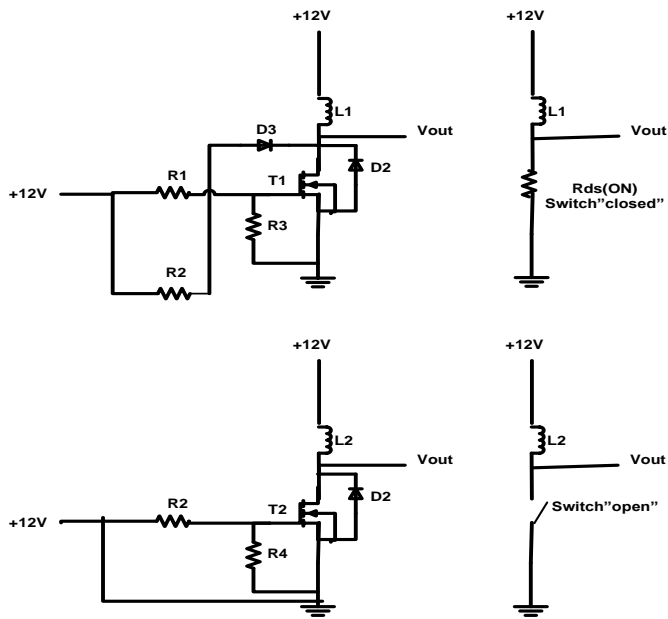 +12V
+12V
L1
L1
D3
Vout
Vout
R1
T1
D2
+12V
Rds(ON)
Switch"closed"
R3
R2
+12V
+12V
L2
L2
Vout
Vout
R2
T2
D2
+12V
Switch"open"
R4